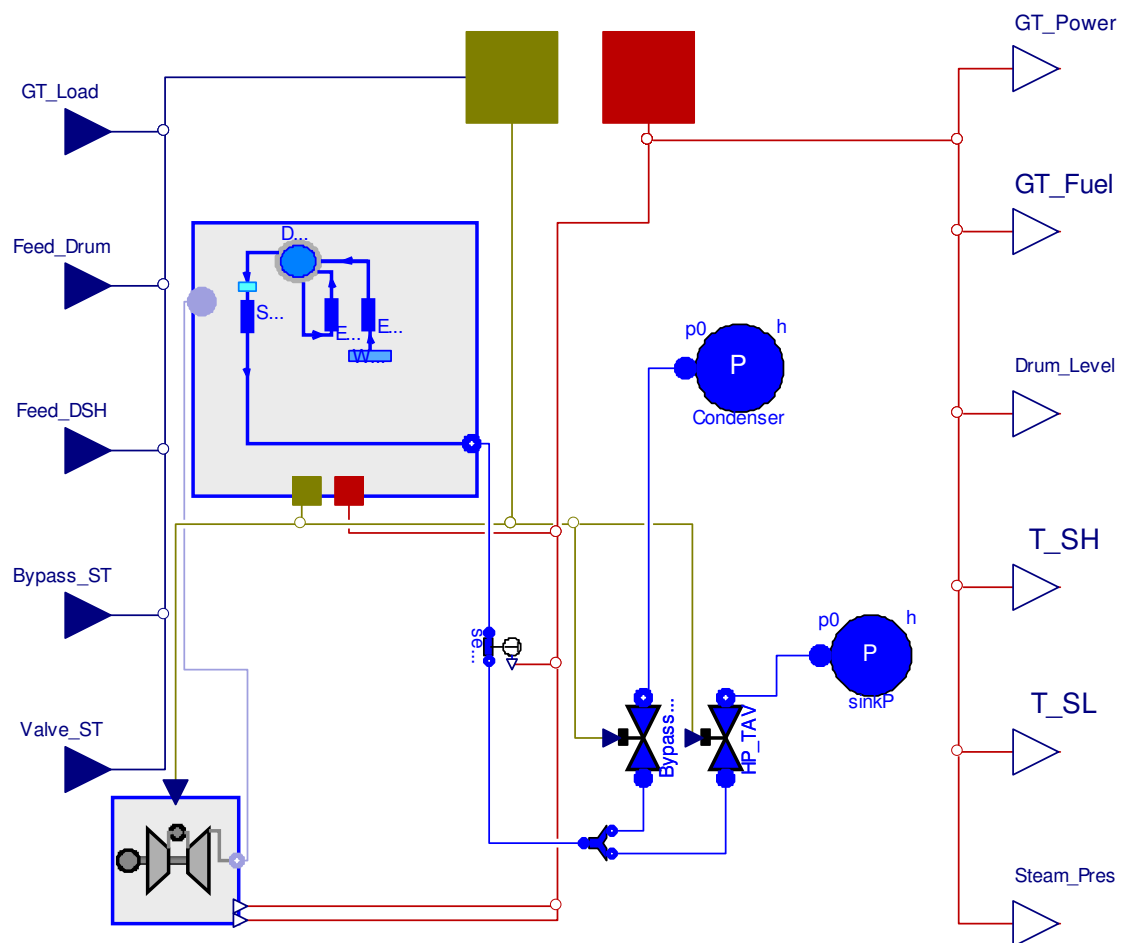 GT_Power
GT_Load
GT_Fuel
Feed_Drum
D...
S...
E...
E...
W...
p0
h
P
Condenser
Drum_Level
Feed_DSH
T_SH
Bypass_ST
se...
p0
h
P
sinkP
Bypass...
HP_TAV
T_SL
Valve_ST
Steam_Pres